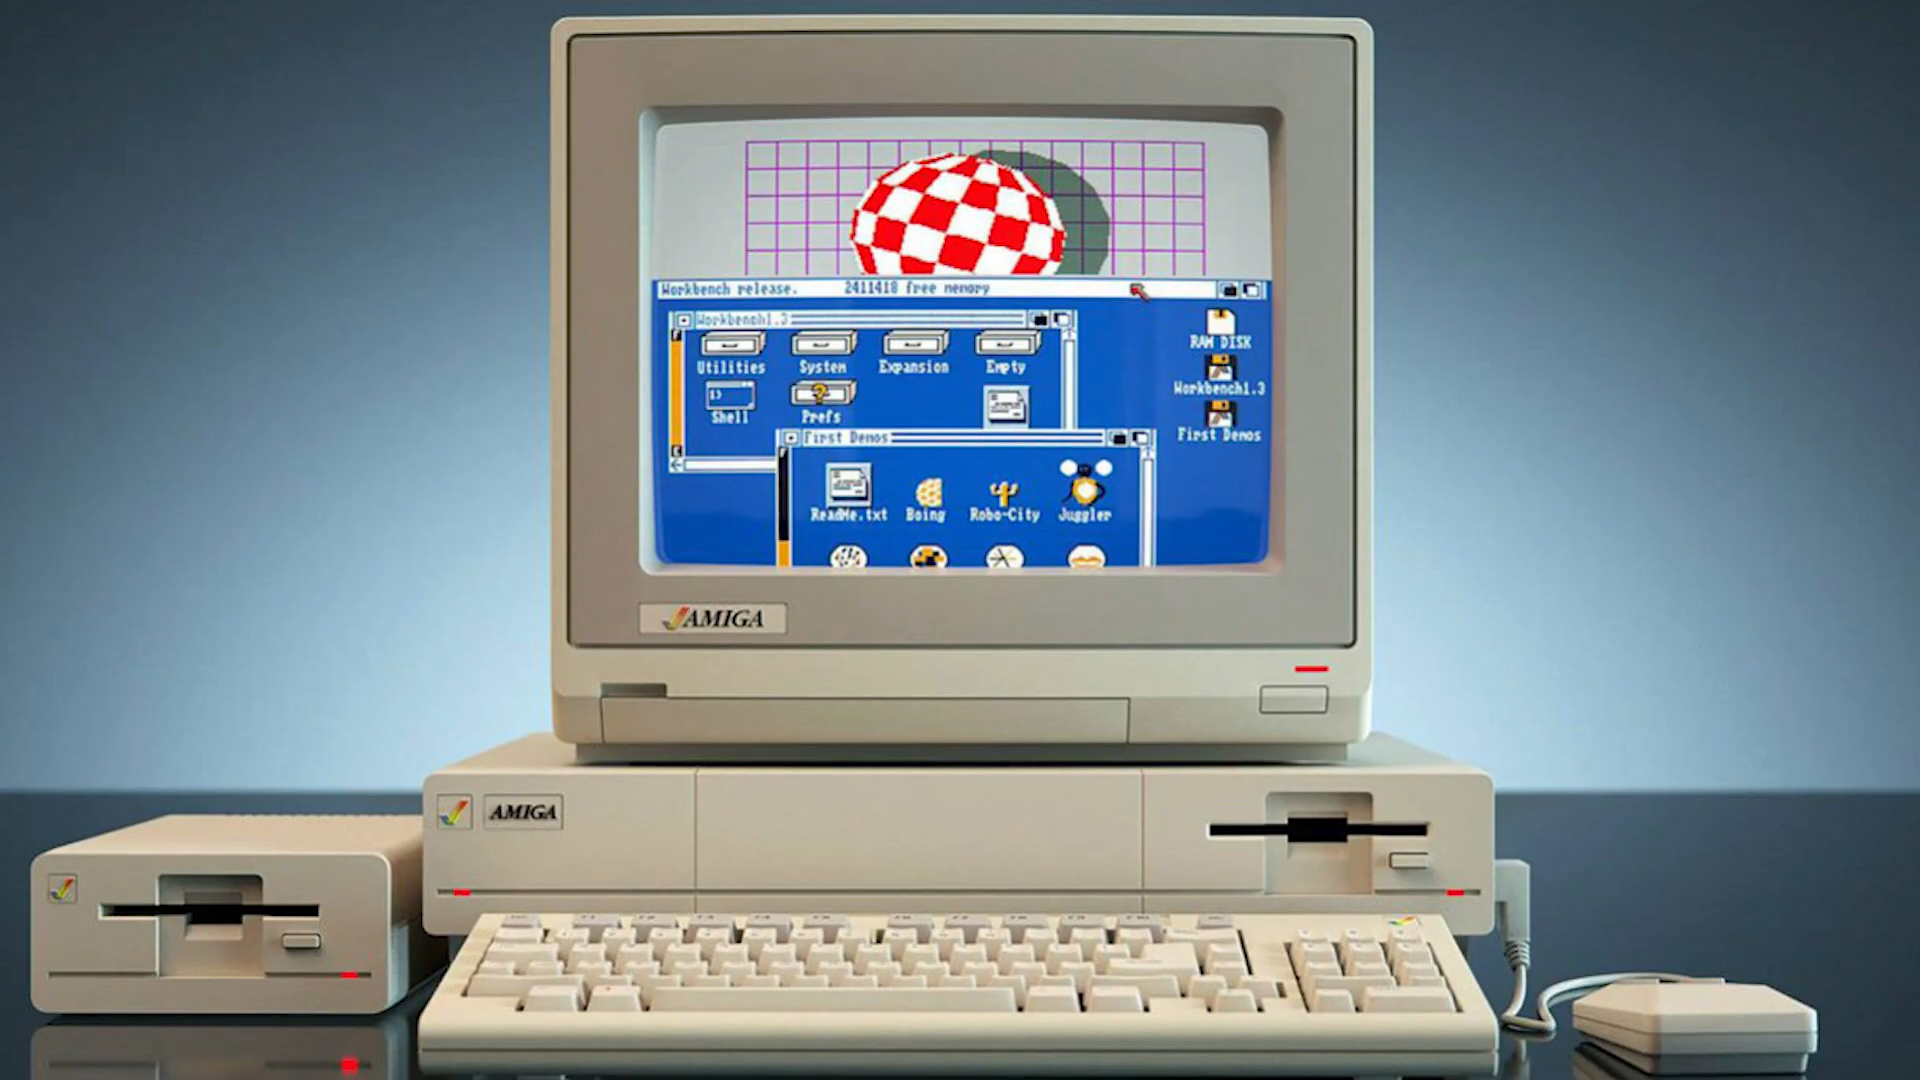 Workbench release. 2411418 free memory
Workbench1.3
RAM DISK
Utilities System Expansion Empty
Workbench1.3
1>
Shell Prefs
First Demos
First Demos
ReadMe.txt Boing Robo-City Juggler
AMIGA
AMIGA